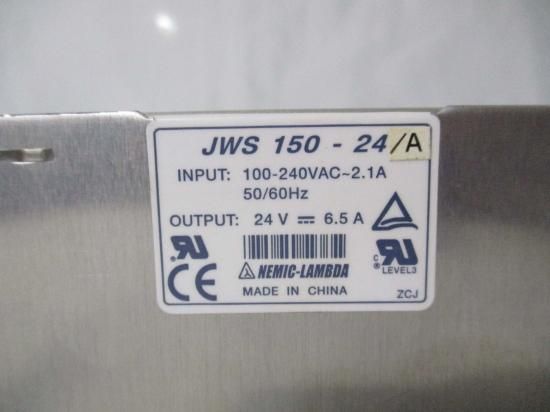 JWS 150 - 24/A
INPUT: 100-240VAC~2.1A
50/60Hz
OUTPUT: 24 V ⎓ 6.5 A
c
LEVEL3
CE
NEMIC-LAMBDA
MADE IN CHINA
ZCJ